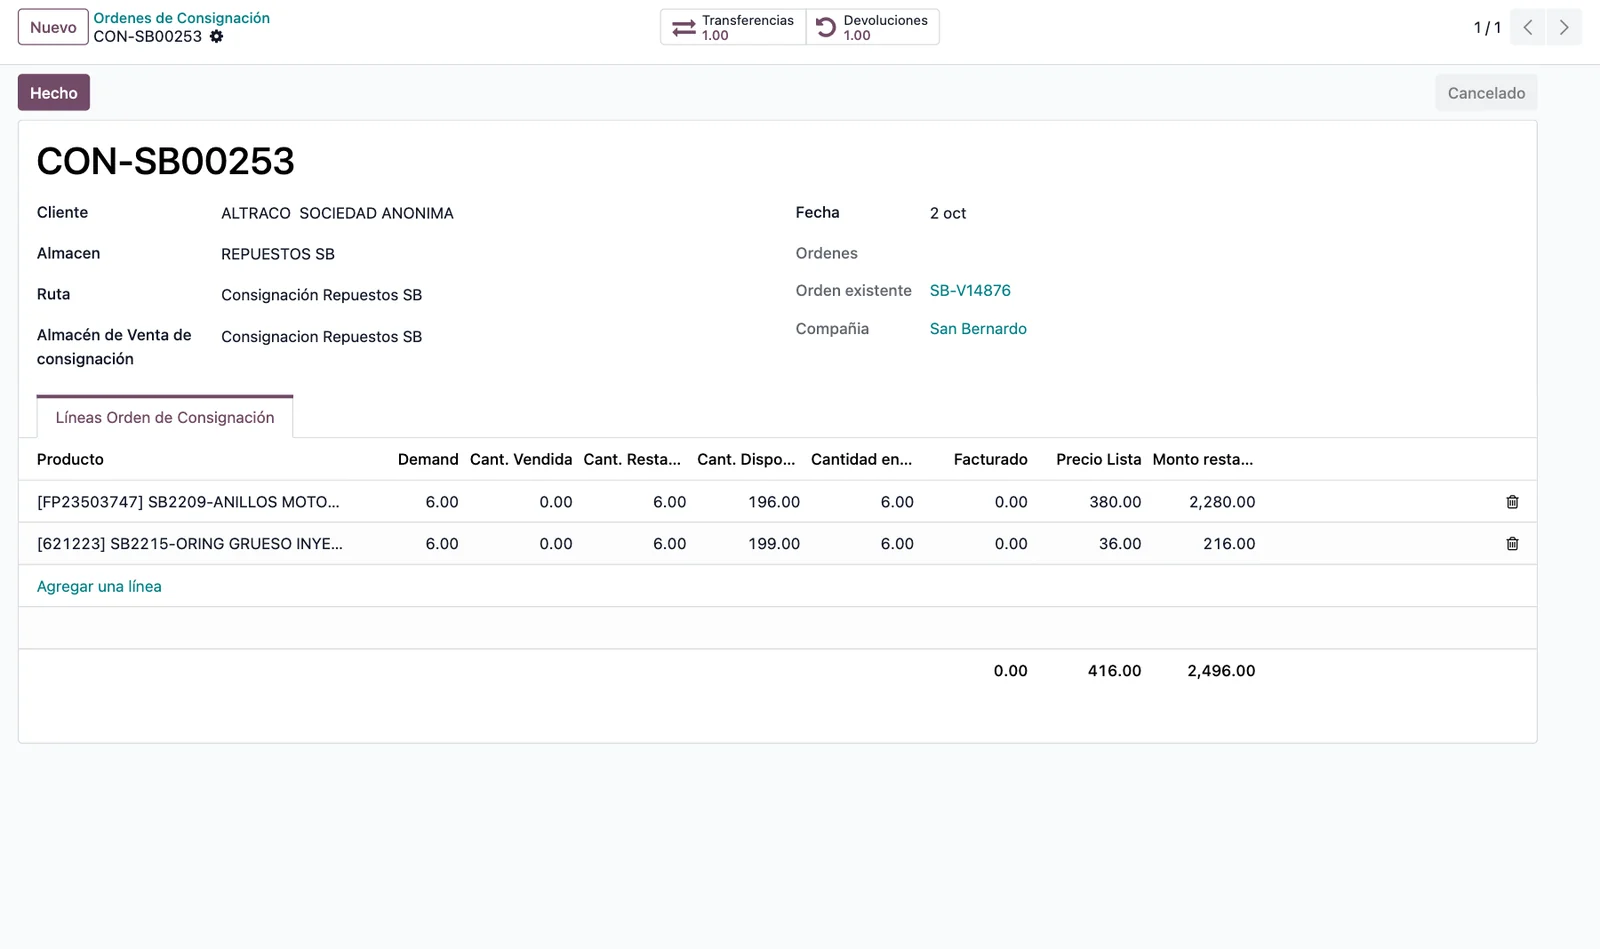 Nuevo
Ordenes de Consignación
CON-SB00253
Transferencias
1.00
Devoluciones
1.00
1 / 1
Hecho
Cancelado
CON-SB00253
Cliente ALTRACO SOCIEDAD ANONIMA
Fecha 2 oct
Almacen REPUESTOS SB
Ordenes
Ruta Consignación Repuestos SB
Orden existente SB-V14876
Almacén de Venta de consignación Consignacion Repuestos SB
Compañia San Bernardo
Líneas Orden de Consignación
Producto Demand Cant. Vendida Cant. Resta... Cant. Dispo... Cantidad en... Facturado Precio Lista Monto resta...
[FP23503747] SB2209-ANILLOS MOTO... 6.00 0.00 6.00 196.00 6.00 0.00 380.00 2,280.00
[621223] SB2215-ORING GRUESO INYE... 6.00 0.00 6.00 199.00 6.00 0.00 36.00 216.00
Agregar una línea
0.00 416.00 2,496.00